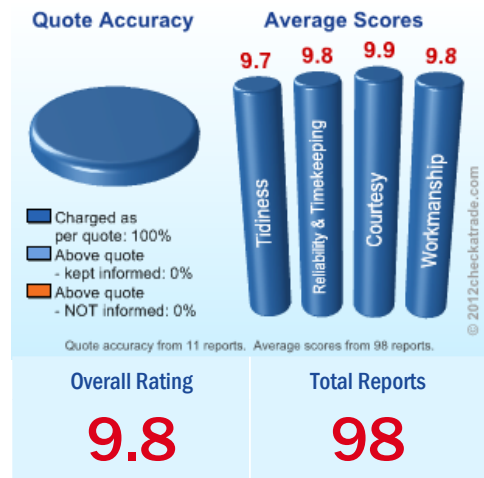 Quote Accuracy
Average Scores
9.7
9.8
9.9
9.8
Tidiness
Reliability & Timekeeping
Courtesy
Workmanship
Charged as
per quote: 100%
Above quote
- kept informed: 0%
Above quote
- NOT informed: 0%
© 2012checkatrade.com
Quote accuracy from 11 reports. Average scores from 98 reports.
Overall Rating
9.8
Total Reports
98